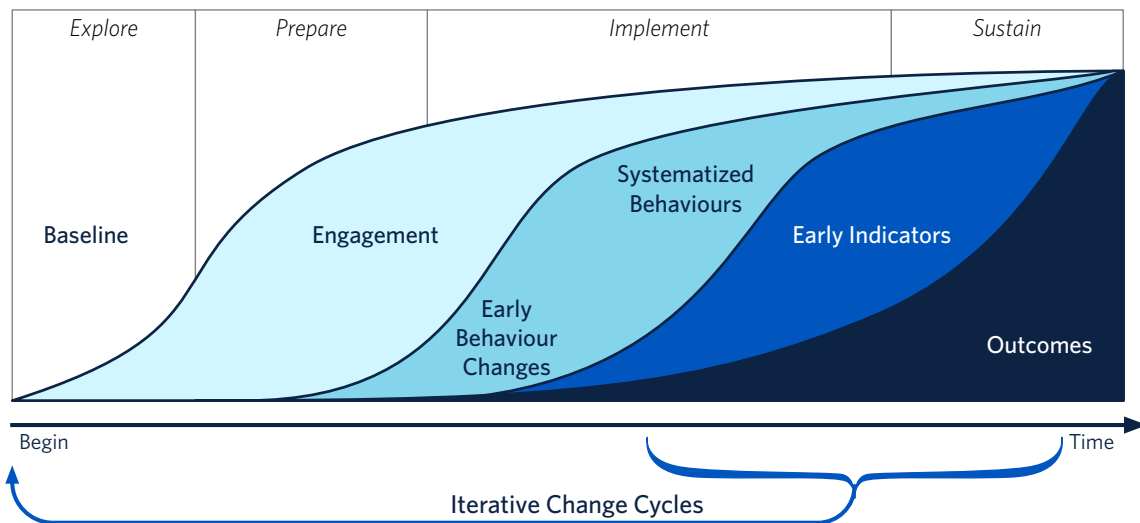 Explore Prepare Implement Sustain
Systematized
Behaviours
Baseline Engagement Early Indicators
Early
Behaviour
Changes
Outcomes
Begin Time
Iterative Change Cycles